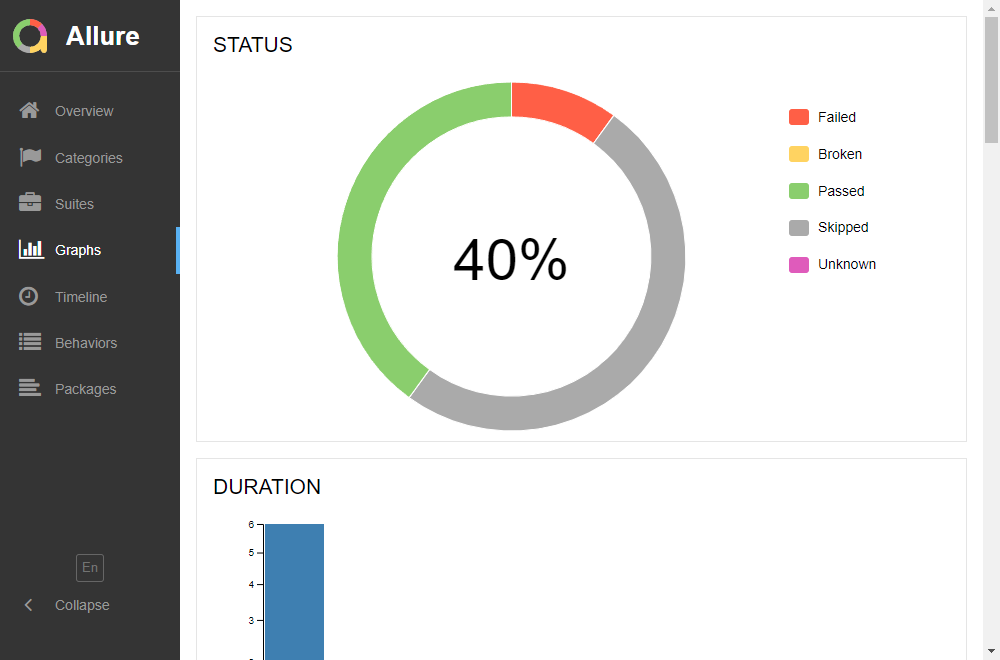 Allure
Overview
Categories
Suites
Graphs
Timeline
Behaviors
Packages
En
Collapse
STATUS
40%
Failed
Broken
Passed
Skipped
Unknown
DURATION
6
5
4
3